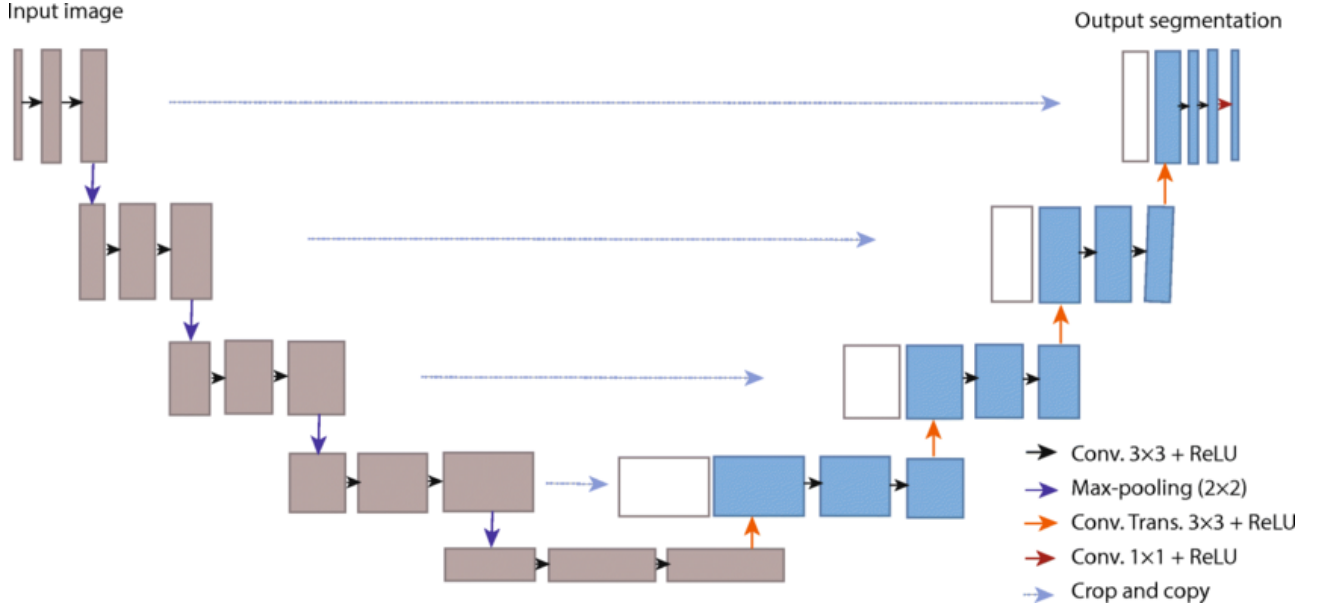 Input image
Output segmentation
Conv. 3×3 + ReLU
Max-pooling (2×2)
Conv. Trans. 3×3 + ReLU
Conv. 1×1 + ReLU
Crop and copy